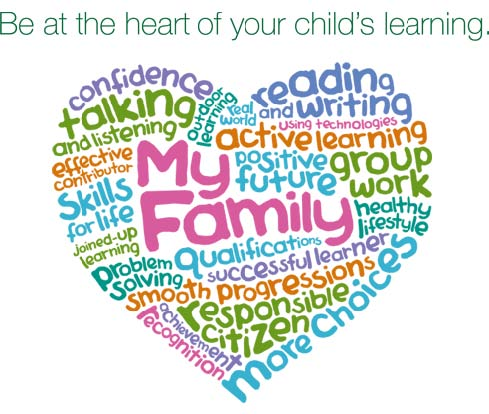 Be at the heart of your child's learning.
confidence
talking
and listening
outdoor
learning
real
world
reading
and writing
using technologies
active learning
effective
contributor
My
Family
positive
future
group
work
skills
for life
healthy
lifestyle
joined-up
learning
qualifications
successful learner
problem
solving
smooth progressions
responsible
citizen
more choices
achievement
recognition